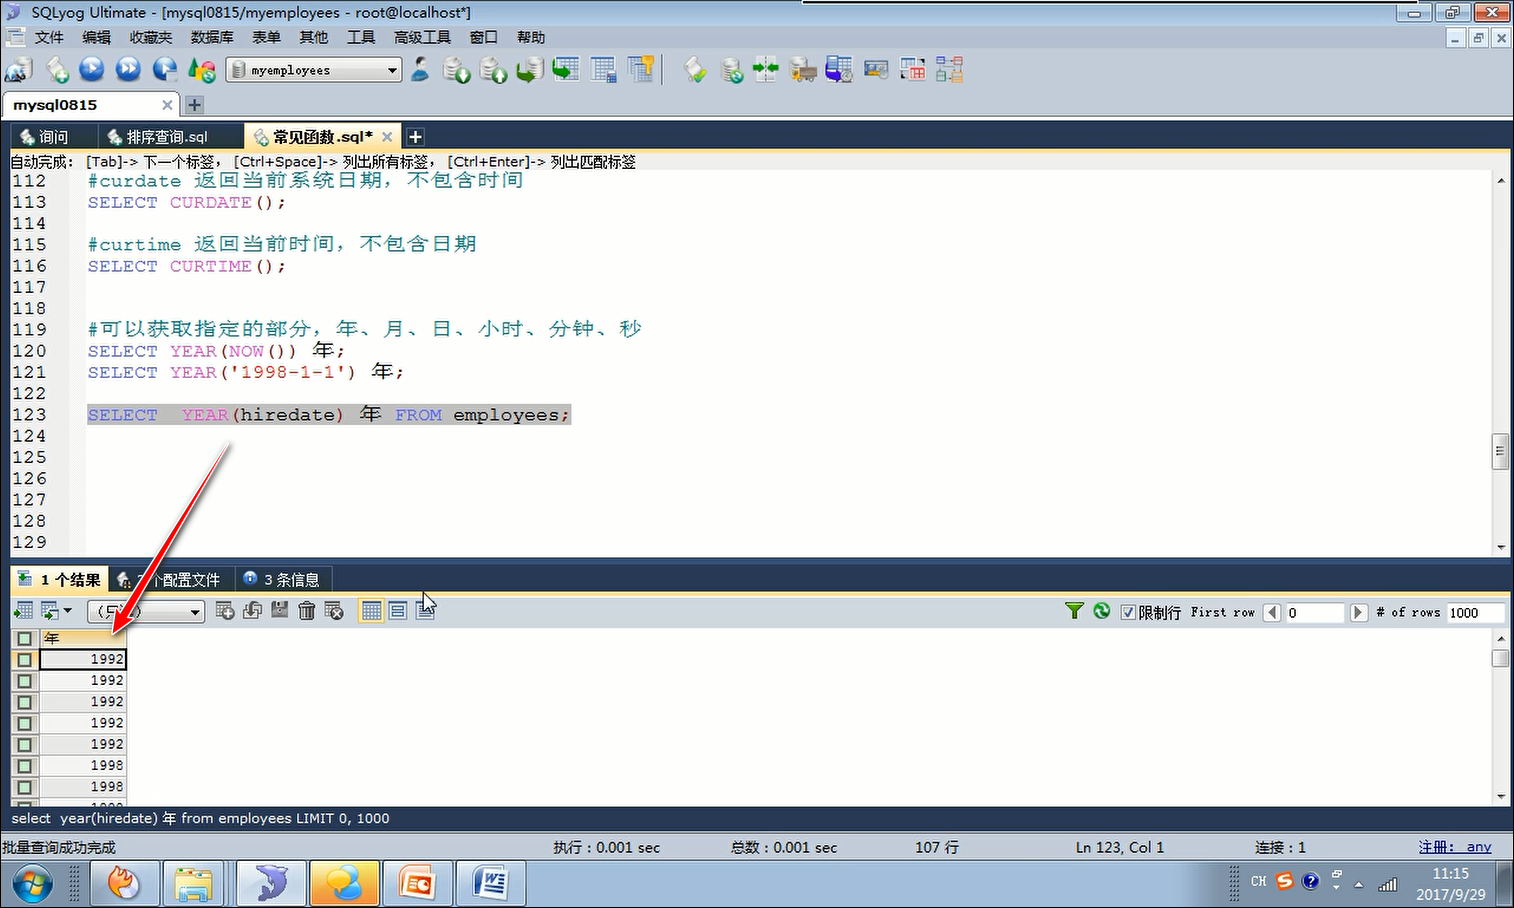 SQLyog Ultimate - [mysql0815/myemployees - root@localhost*]
文件 编辑 收藏夹 数据库 表单 其他 工具 高级工具 窗口 帮助
myemployees
mysql0815
询问 排序查询.sql 常见函数.sql*
自动完成: [Tab]-> 下一个标签, [Ctrl+Space]-> 列出所有标签, [Ctrl+Enter]-> 列出匹配标签
112 #curdate 返回当前系统日期，不包含时间
113 SELECT CURDATE();
114
115 #curtime 返回当前时间，不包含日期
116 SELECT CURTIME();
117
118
119 #可以获取指定的部分，年、月、日、小时、分钟、秒
120 SELECT YEAR(NOW()) 年;
121 SELECT YEAR('1998-1-1') 年;
122
123 SELECT  YEAR(hiredate) 年 FROM employees;
124
125
126
127
128
129
1 个结果 个配置文件 3 条信息
限制行 First row 0 # of rows 1000
年
1992
1992
1992
1992
1992
1998
1998
select  year(hiredate) 年 from employees LIMIT 0, 1000
批量查询成功完成 执行：0.001 sec 总数：0.001 sec 107 行 Ln 123, Col 1 连接：1 注册: any
CH 11:15
2017/9/29